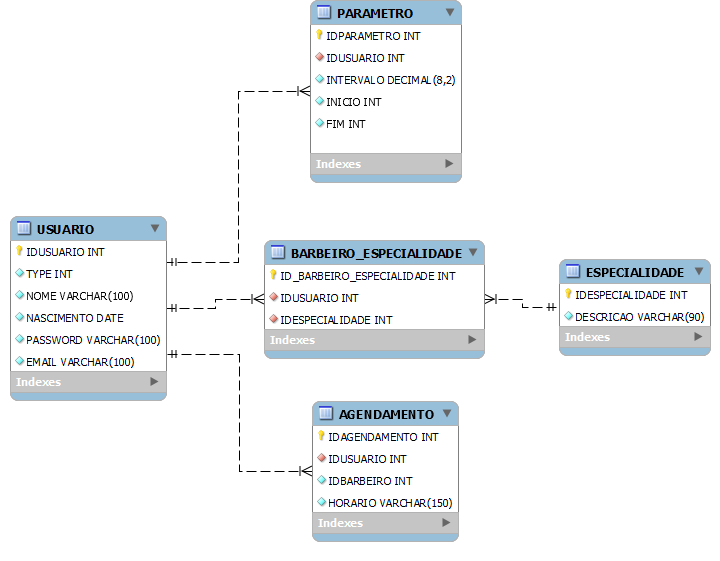 PARAMETRO
IDPARAMETRO INT
IDUSUARIO INT
INTERVALO DECIMAL(8,2)
INICIO INT
FIM INT
Indexes
USUARIO
IDUSUARIO INT
TYPE INT
NOME VARCHAR(100)
NASCIMENTO DATE
PASSWORD VARCHAR(100)
EMAIL VARCHAR(100)
Indexes
BARBEIRO_ESPECIALIDADE
ID_BARBEIRO_ESPECIALIDADE INT
IDUSUARIO INT
IDESPECIALIDADE INT
Indexes
ESPECIALIDADE
IDESPECIALIDADE INT
DESCRICAO VARCHAR(90)
Indexes
AGENDAMENTO
IDAGENDAMENTO INT
IDUSUARIO INT
IDBARBEIRO INT
HORARIO VARCHAR(150)
Indexes